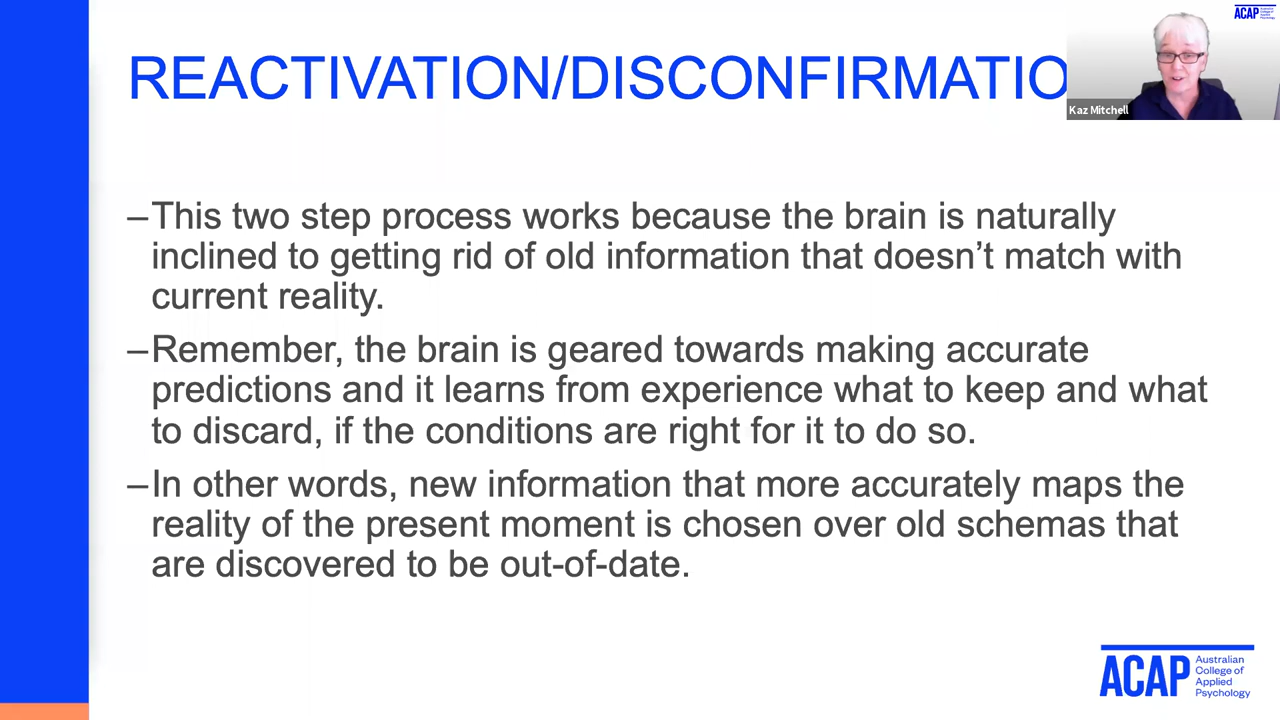 REACTIVATION/DISCONFIRMATIO
Kaz Mitchell
ACAP
–This two step process works because the brain is naturally
inclined to getting rid of old information that doesn’t match with
current reality.
–Remember, the brain is geared towards making accurate
predictions and it learns from experience what to keep and what
to discard, if the conditions are right for it to do so.
–In other words, new information that more accurately maps the
reality of the present moment is chosen over old schemas that
are discovered to be out-of-date.
ACAP
Australian
College of
Applied
Psychology